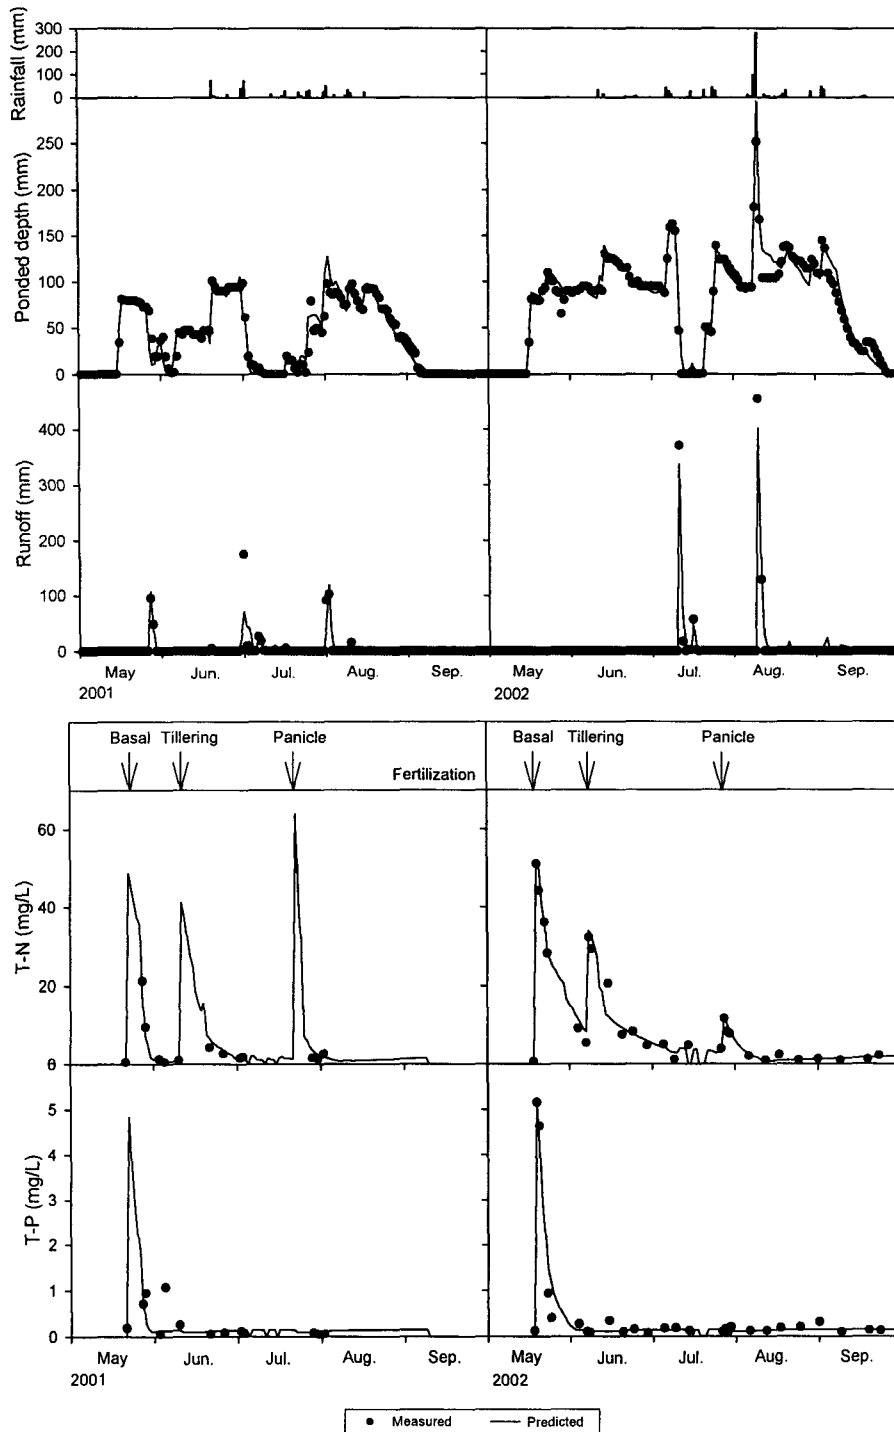 Rainfall (mm)
300
200
100
0
Ponded depth (mm)
250
200
150
100
50
0
Runoff (mm)
400
300
200
100
0
May Jun. Jul. Aug. Sep. May Jun. Jul. Aug. Sep.
2001 2002
Basal Tillering Panicle Basal Tillering Panicle
Fertilization
T-N (mg/L)
60
40
20
0
T-P (mg/L)
5
4
3
2
1
0
May Jun. Jul. Aug. Sep. May Jun. Jul. Aug. Sep.
2001 2002
Measured Predicted